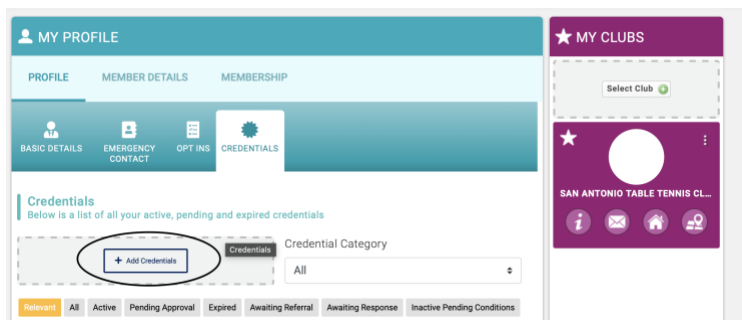 MY PROFILE
PROFILE MEMBER DETAILS MEMBERSHIP
BASIC DETAILS
EMERGENCY
CONTACT
OPT INS
CREDENTIALS
Credentials
Below is a list of all your active, pending and expired credentials
+ Add Credentials
Credentials
Credential Category
All
Relevant All Active Pending Approval Expired Awaiting Referral Awaiting Response Inactive Pending Conditions
MY CLUBS
Select Club
SAN ANTONIO TABLE TENNIS CL...